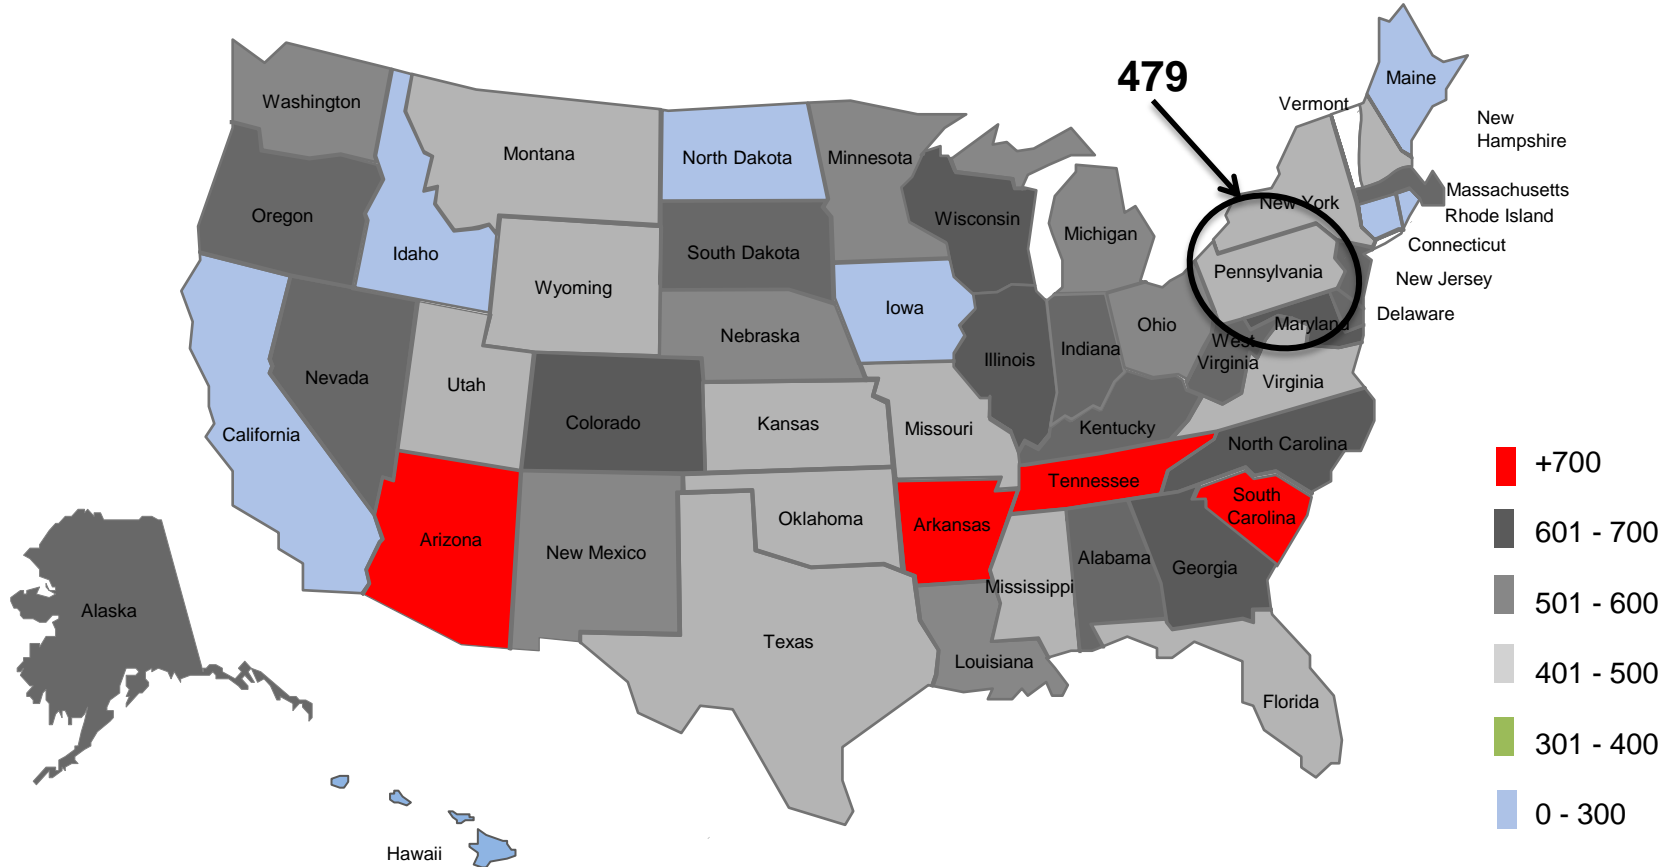 479
Maine
Washington
Vermont
New
Hampshire
Montana
North Dakota
Minnesota
Massachusetts
Oregon
Wisconsin
New York
Rhode Island
Michigan
Connecticut
Idaho
South Dakota
Pennsylvania
New Jersey
Wyoming
Iowa
Delaware
Nebraska
Ohio
Maryland
West
Virginia
Indiana
Illinois
Nevada
Utah
Virginia
California
Colorado
Kansas
Missouri
Kentucky
North Carolina
Tennessee
South
Carolina
Arizona
Oklahoma
Arkansas
New Mexico
Alabama
Georgia
Mississippi
Alaska
Texas
Louisiana
Florida
Hawaii
+700
601 - 700
501 - 600
401 - 500
301 - 400
0 - 300